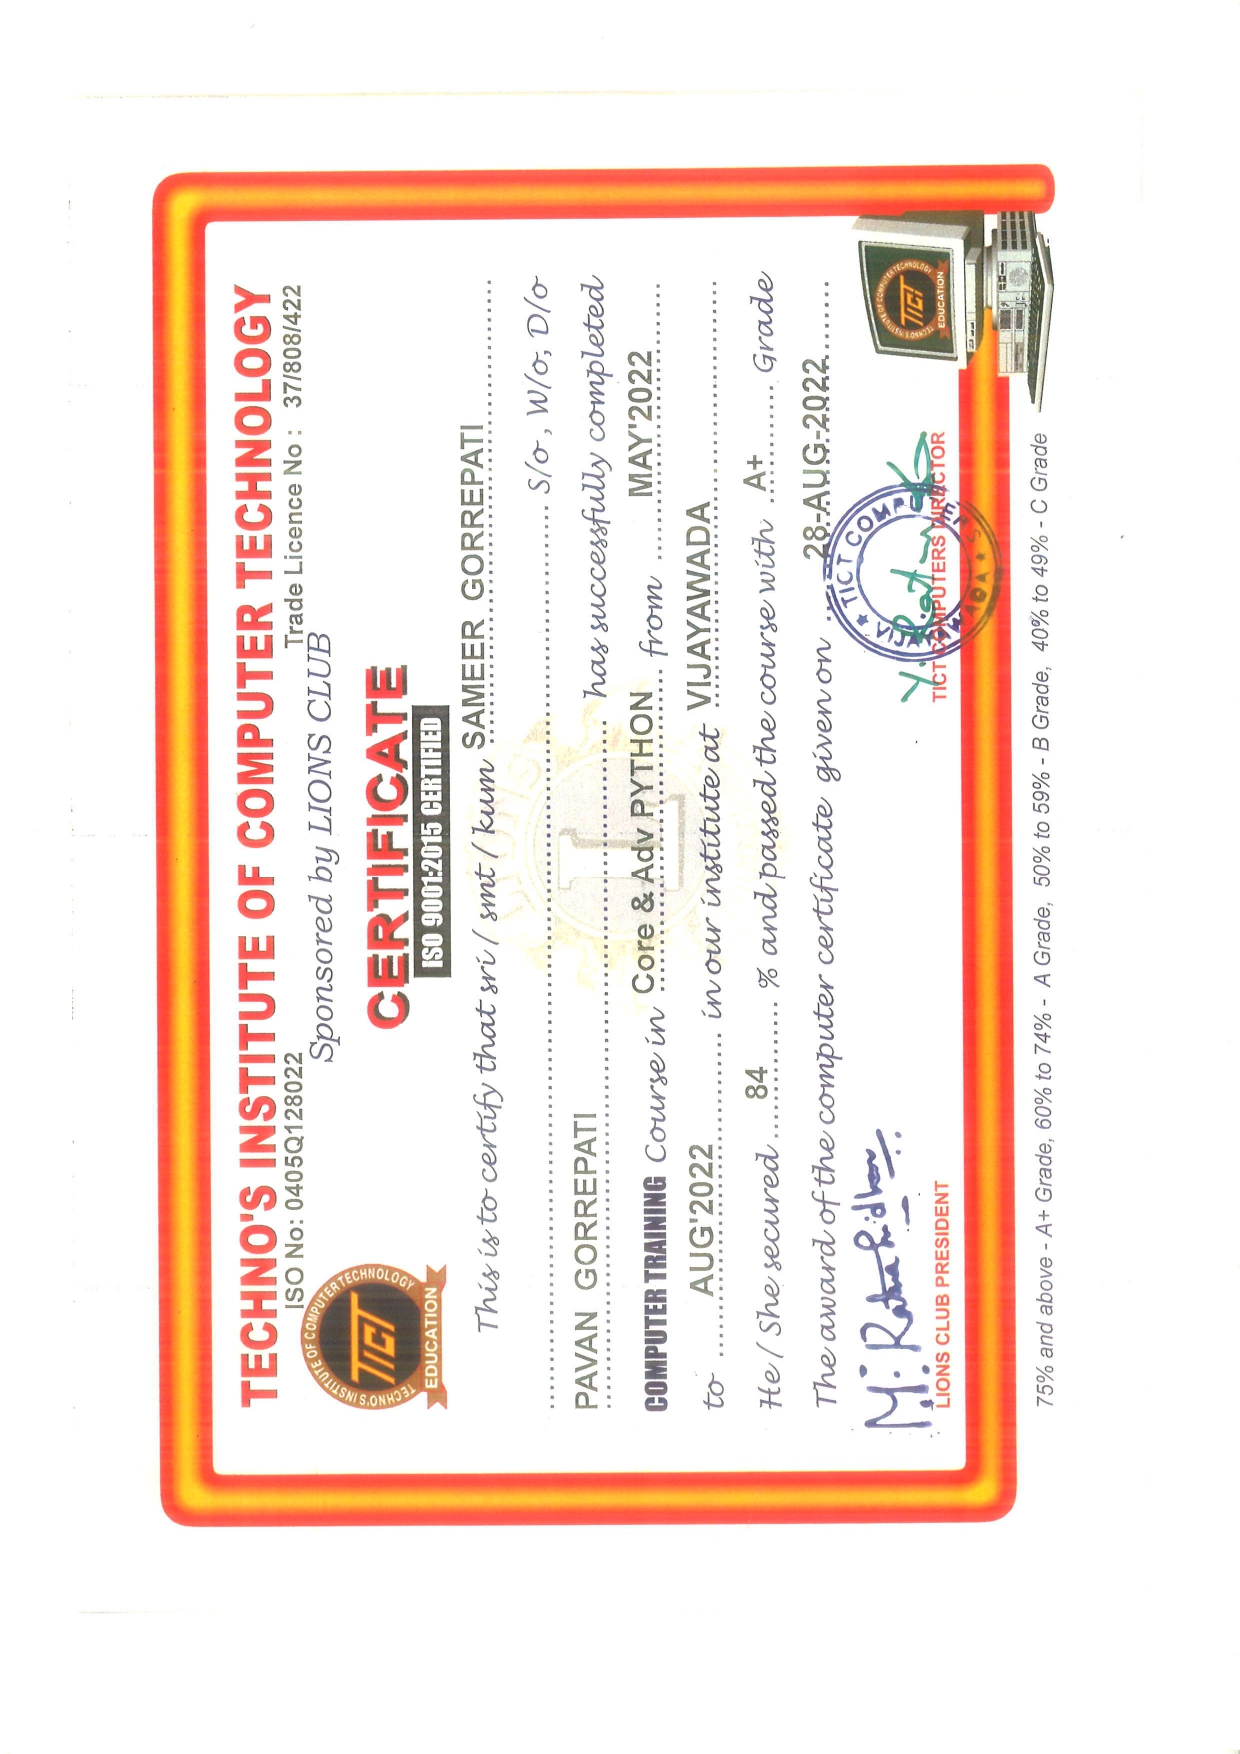 TECHNO'S INSTITUTE OF COMPUTER TECHNOLOGY
ISO No: 0405Q128022 Trade Licence No : 37/808/422
Sponsored by LIONS CLUB
CERTIFICATE
ISO 9001:2015 CERTIFIED
TECHNO'S INSTITUTE OF COMPUTER TECHNOLOGY
TICT
EDUCATION
This is to certify that sri / smt / kum SAMEER GORREPATI
S/o, W/o, D/o
PAVAN GORREPATI has successfully completed
COMPUTER TRAINING Course in Core & Adv PYTHON from MAY'2022
to AUG'2022 in our institute at VIJAYAWADA
He / She secured 84 % and passed the course with A+ Grade
The award of the computer certificate given on 28-AUG-2022
TICT COMPUTERS
VIJAYAWADA
LIONS CLUB PRESIDENT TICT COMPUTERS DIRECTOR
TECHNO'S INSTITUTE OF COMPUTER TECHNOLOGY
TICT
EDUCATION
75% and above - A+ Grade, 60% to 74% - A Grade, 50% to 59% - B Grade, 40% to 49% - C Grade